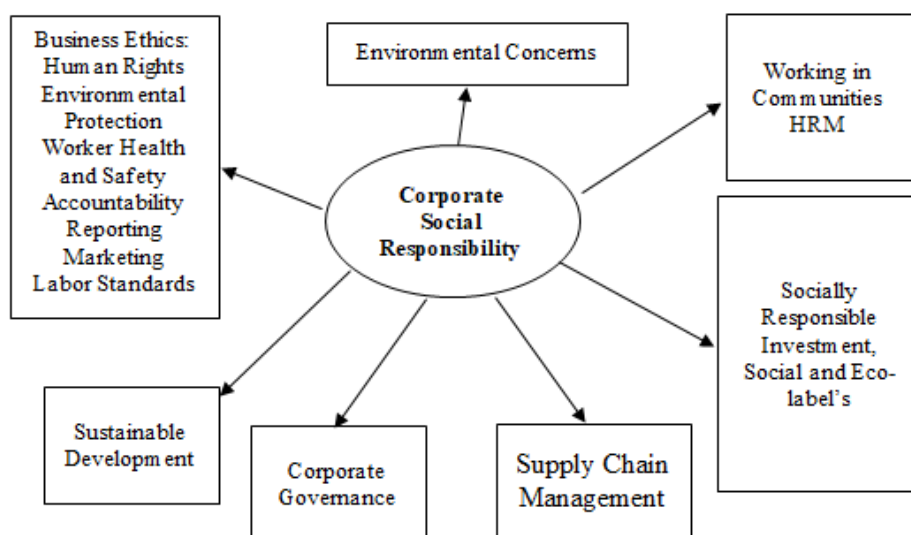 Business Ethics:
Human Rights
Environmental
Protection
Worker Health
and Safety
Accountability
Reporting
Marketing
Labor Standards
Environmental Concerns
Working in
Communities
HRM
Corporate
Social
Responsibility
Socially
Responsible
Investment,
Social and Eco-
label’s
Sustainable
Development
Corporate
Governance
Supply Chain
Management